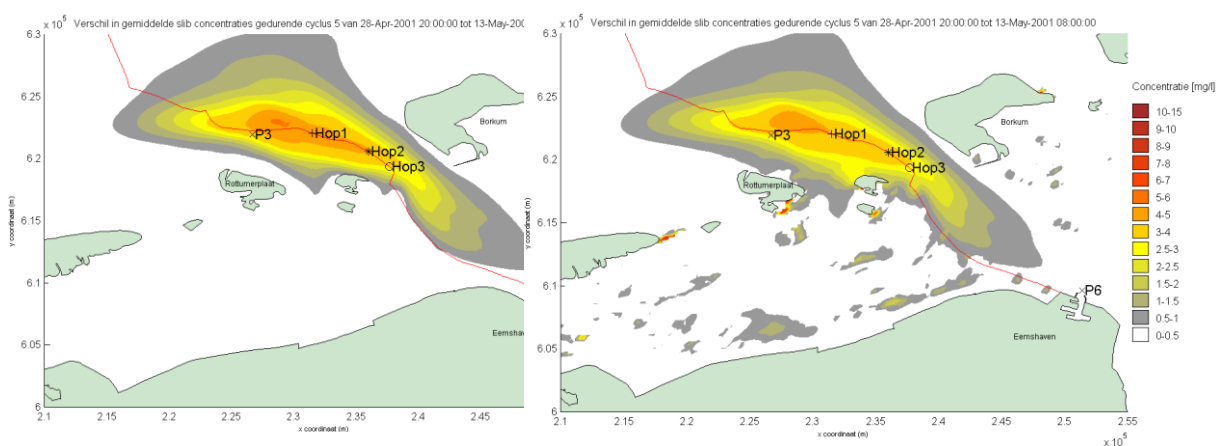 Verschil in gemiddelde slib concentraties gedurende cyclus 5 van 28-Apr-2001 20:00:00 tot 13-May-200
x 10⁵
6.3
6.25
6.2
6.15
6.1
6.05
6
y coordinaat (m)
2.1
2.15
2.2
2.25
2.3
2.35
2.4
2.45
x coordinaat (m)
P3
Hop1
Hop2
Hop3
Borkum
Rottumerplaat
Eemshav
Verschil in gemiddelde slib concentraties gedurende cyclus 5 van 28-Apr-2001 20:00:00 tot 13-May-2001 08:00:00
x 10⁵
6.3
6.25
6.2
6.15
6.1
6.05
6
y coordinaat (m)
2.1
2.15
2.2
2.25
2.3
2.35
2.4
2.45
2.5
2.55
x coordinaat (m)
x 10⁵
P3
Hop1
Hop2
Hop3
Borkum
Rottumerplaat
P6
Eemshaven
Concentratie [mg/l]
10-15
9-10
8-9
7-8
6-7
5-6
4-5
3-4
2.5-3
2-2.5
1.5-2
1-1.5
0.5-1
0-0.5